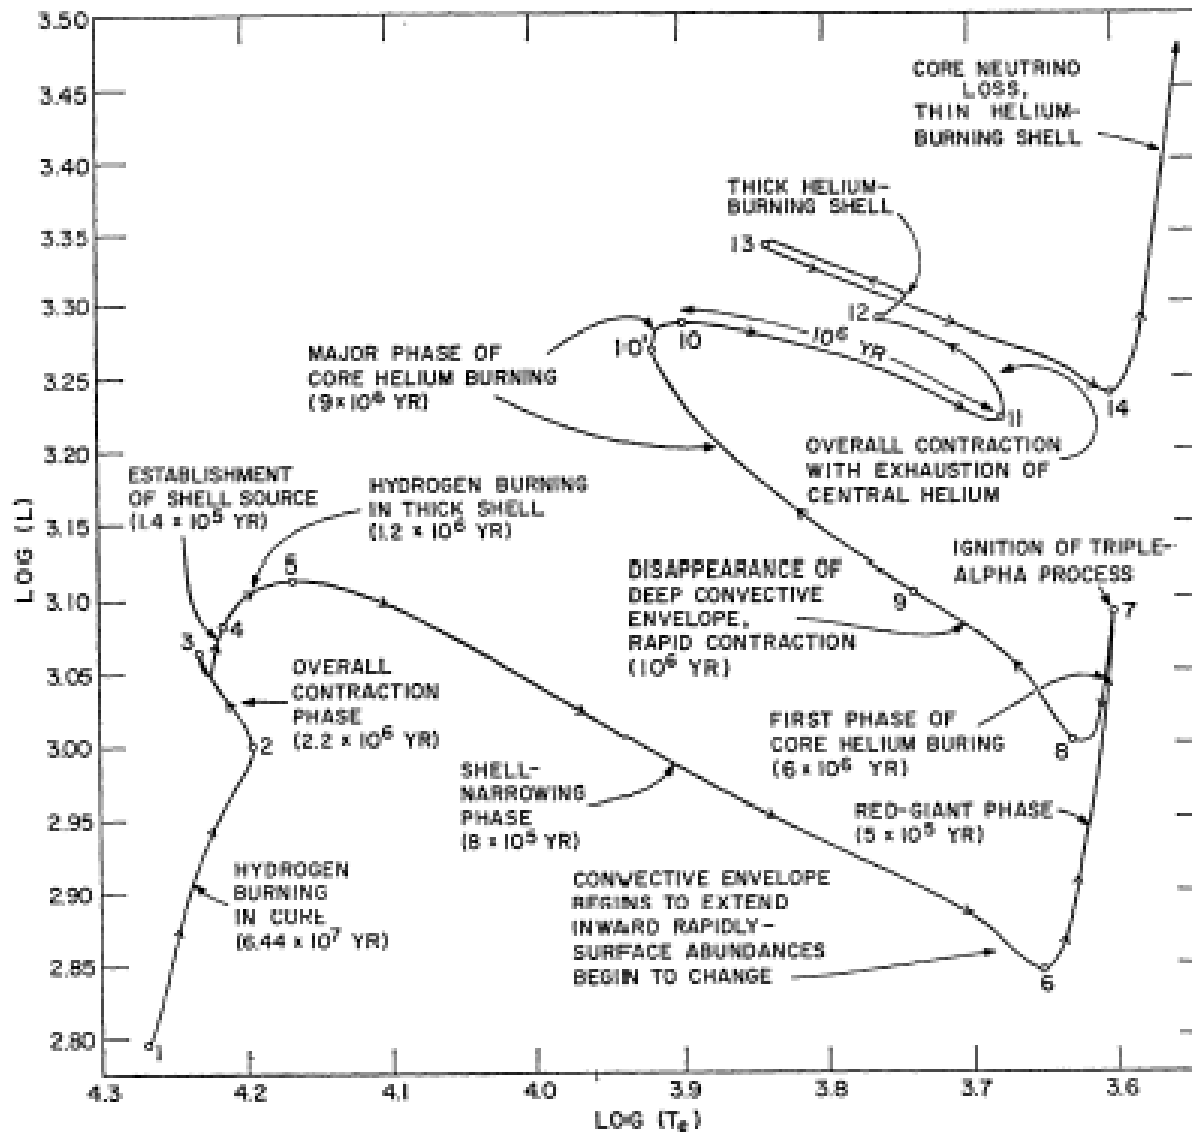 3.50
3.45
3.40
3.35
3.30
3.25
3.20
3.15
3.10
3.05
3.00
2.95
2.90
2.85
2.80
LOG (L)
4.3
4.2
4.1
4.0
3.9
3.8
3.7
3.6
LOG (Te)
CORE NEUTRINO
LOSS,
THIN HELIUM-
BURNING SHELL
THICK HELIUM-
BURNING SHELL
13
12
10
10'
10⁶ YR
11
14
MAJOR PHASE OF
CORE HELIUM BURNING
(9×10⁶ YR)
OVERALL CONTRACTION
WITH EXHAUSTION OF
CENTRAL HELIUM
ESTABLISHMENT
OF SHELL SOURCE
(1.4 × 10⁵ YR)
HYDROGEN BURNING
IN THICK SHELL
(1.2 × 10⁶ YR)
IGNITION OF TRIPLE-
ALPHA PROCESS
5
4
3
7
9
DISAPPEARANCE OF
DEEP CONVECTIVE
ENVELOPE,
RAPID CONTRACTION
(10⁶ YR)
OVERALL
CONTRACTION
PHASE
(2.2 × 10⁶ YR)
2
FIRST PHASE OF
CORE HELIUM BURING
(6 × 10⁶ YR)
8
SHELL-
NARROWING
PHASE
(8 × 10⁵ YR)
RED-GIANT PHASE
(5 × 10⁵ YR)
HYDROGEN
BURNING
IN CORE
(6.44 × 10⁷ YR)
CONVECTIVE ENVELOPE
BEGINS TO EXTEND
INWARD RAPIDLY-
SURFACE ABUNDANCES
BEGIN TO CHANGE
6
1